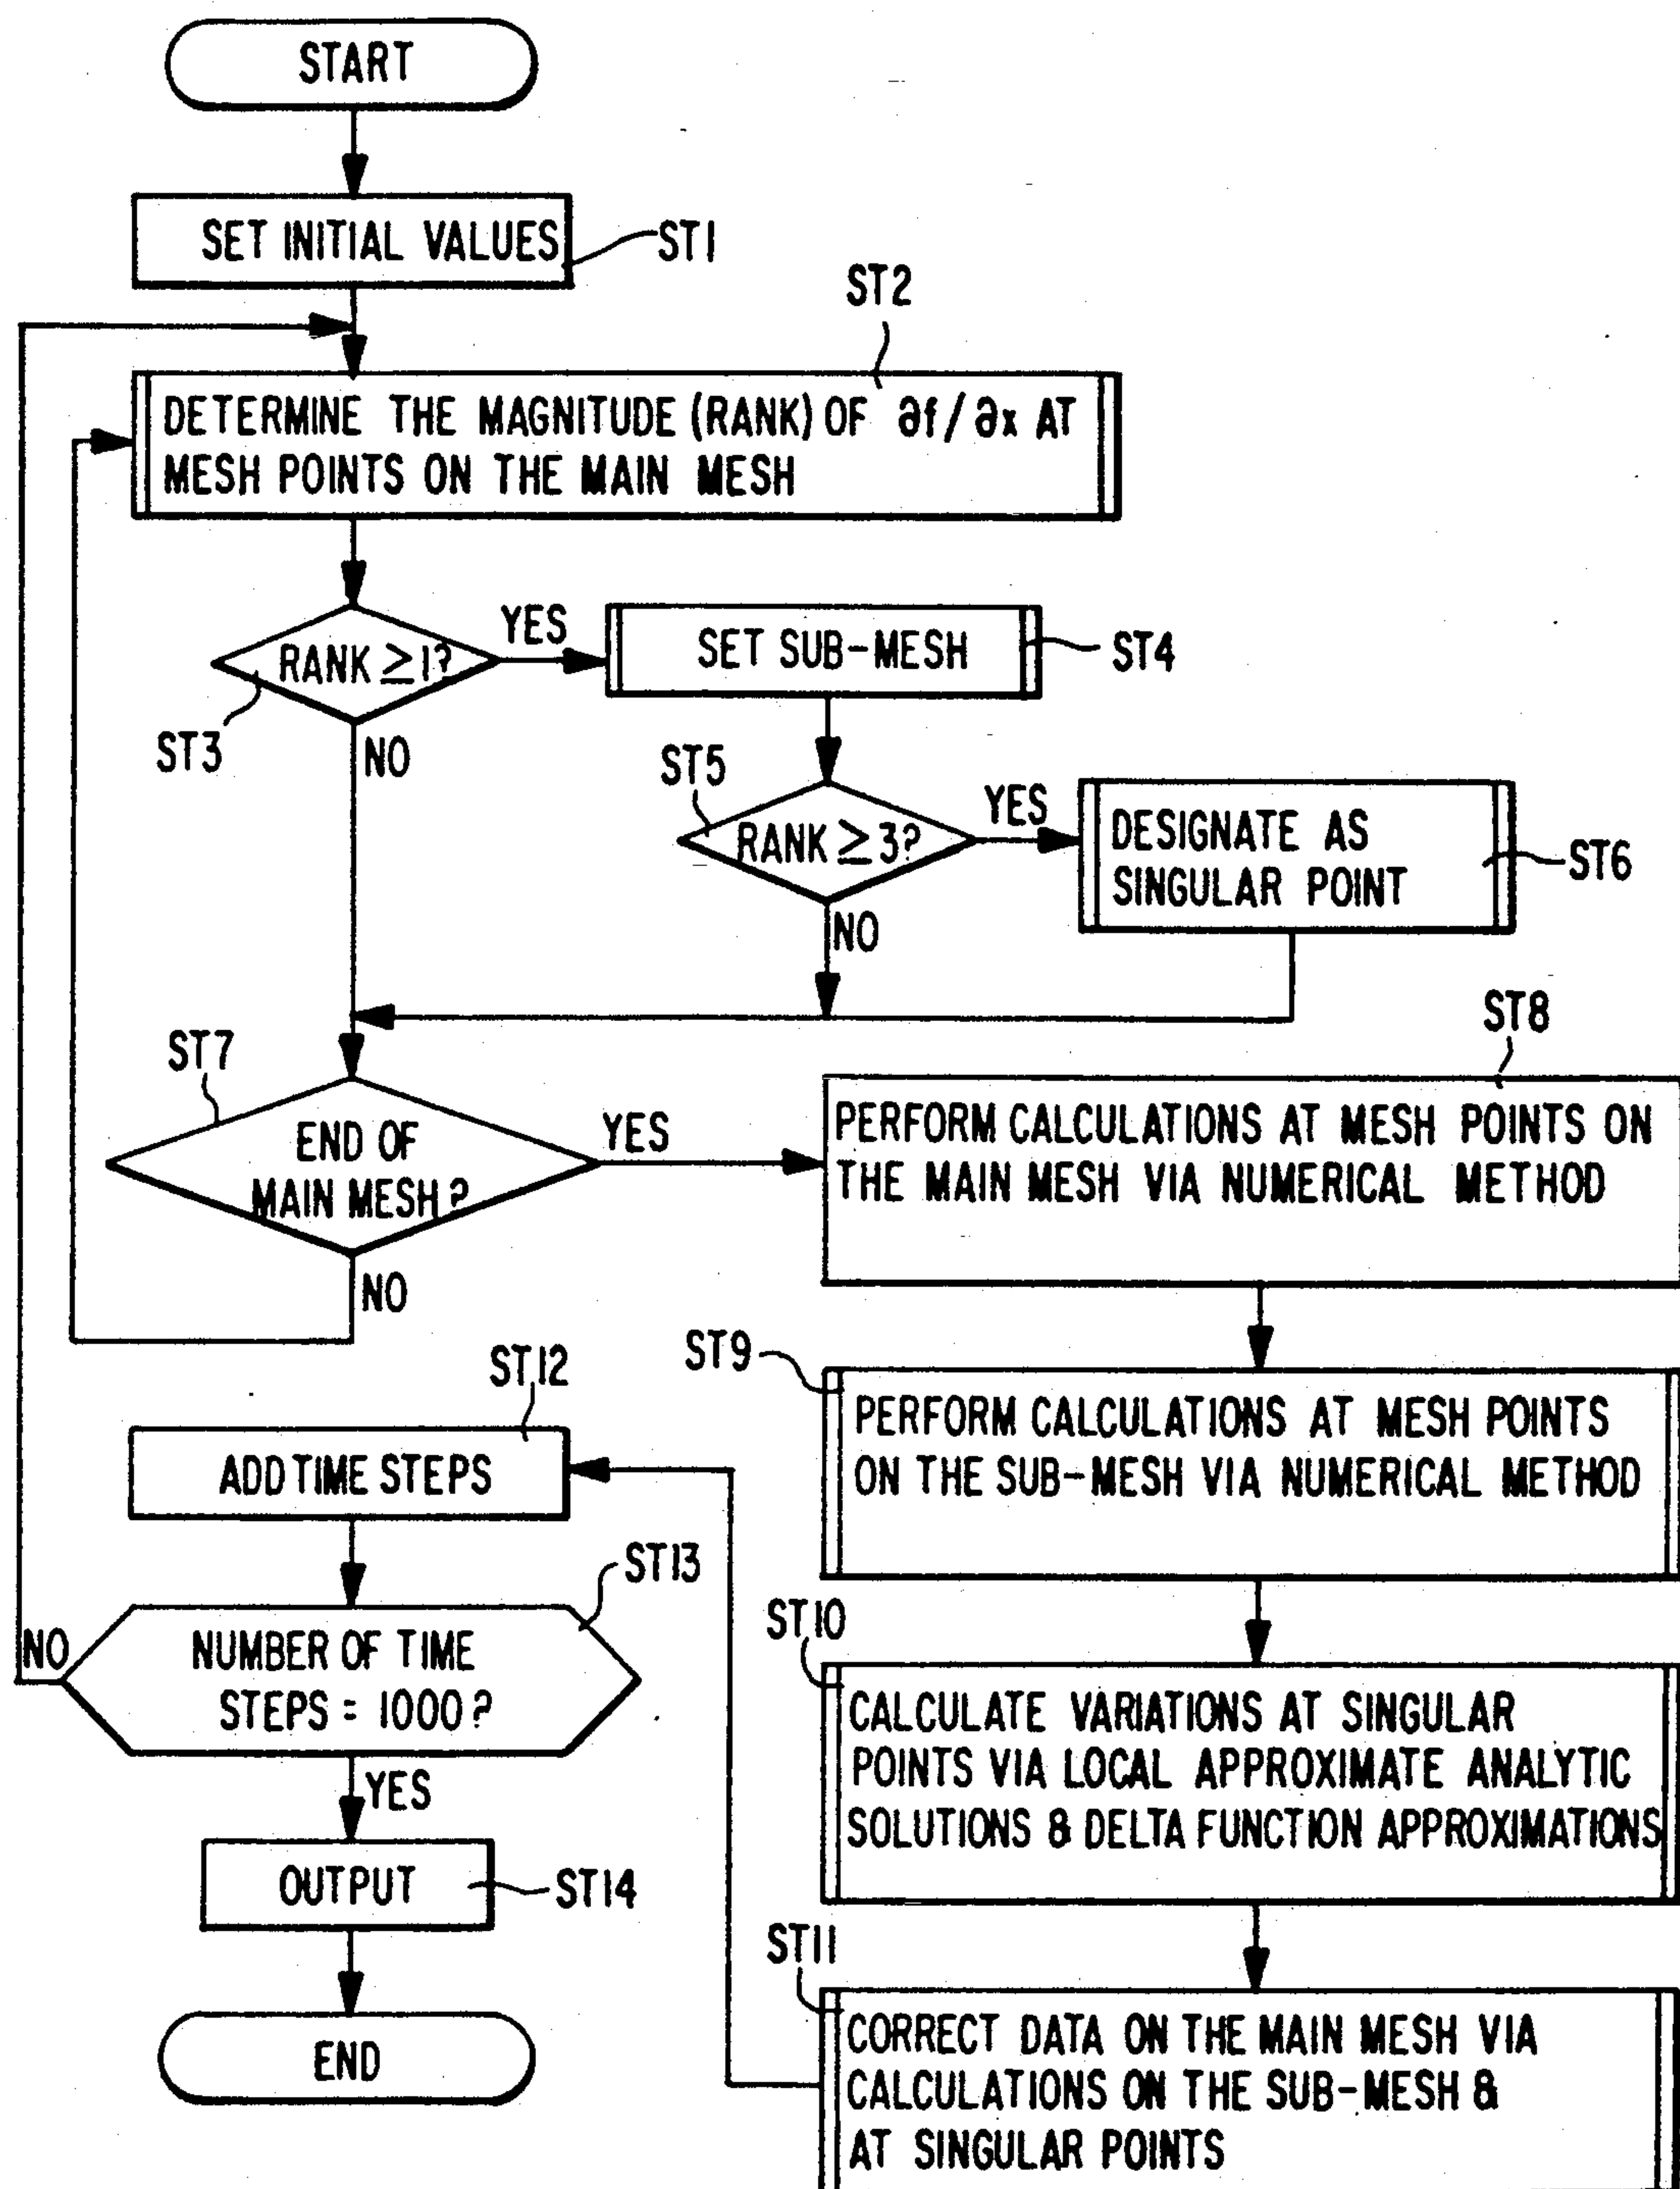 START
SET INITIAL VALUES
ST1
ST2
DETERMINE THE MAGNITUDE (RANK) OF ∂f/∂x AT
MESH POINTS ON THE MAIN MESH
RANK ≥1?
YES
ST3
NO
SET SUB-MESH
ST4
ST5
RANK ≥ 3?
YES
NO
DESIGNATE AS
SINGULAR POINT
ST6
ST7
END OF
MAIN MESH?
YES
NO
ST8
PERFORM CALCULATIONS AT MESH POINTS ON
THE MAIN MESH VIA NUMERICAL METHOD
ST9
PERFORM CALCULATIONS AT MESH POINTS
ON THE SUB-MESH VIA NUMERICAL METHOD
ST10
CALCULATE VARIATIONS AT SINGULAR
POINTS VIA LOCAL APPROXIMATE ANALYTIC
SOLUTIONS & DELTA FUNCTION APPROXIMATIONS
ST11
CORRECT DATA ON THE MAIN MESH VIA
CALCULATIONS ON THE SUB-MESH &
AT SINGULAR POINTS
ST12
ADD TIME STEPS
ST13
NUMBER OF TIME
STEPS = 1000?
NO
YES
OUTPUT
ST14
END